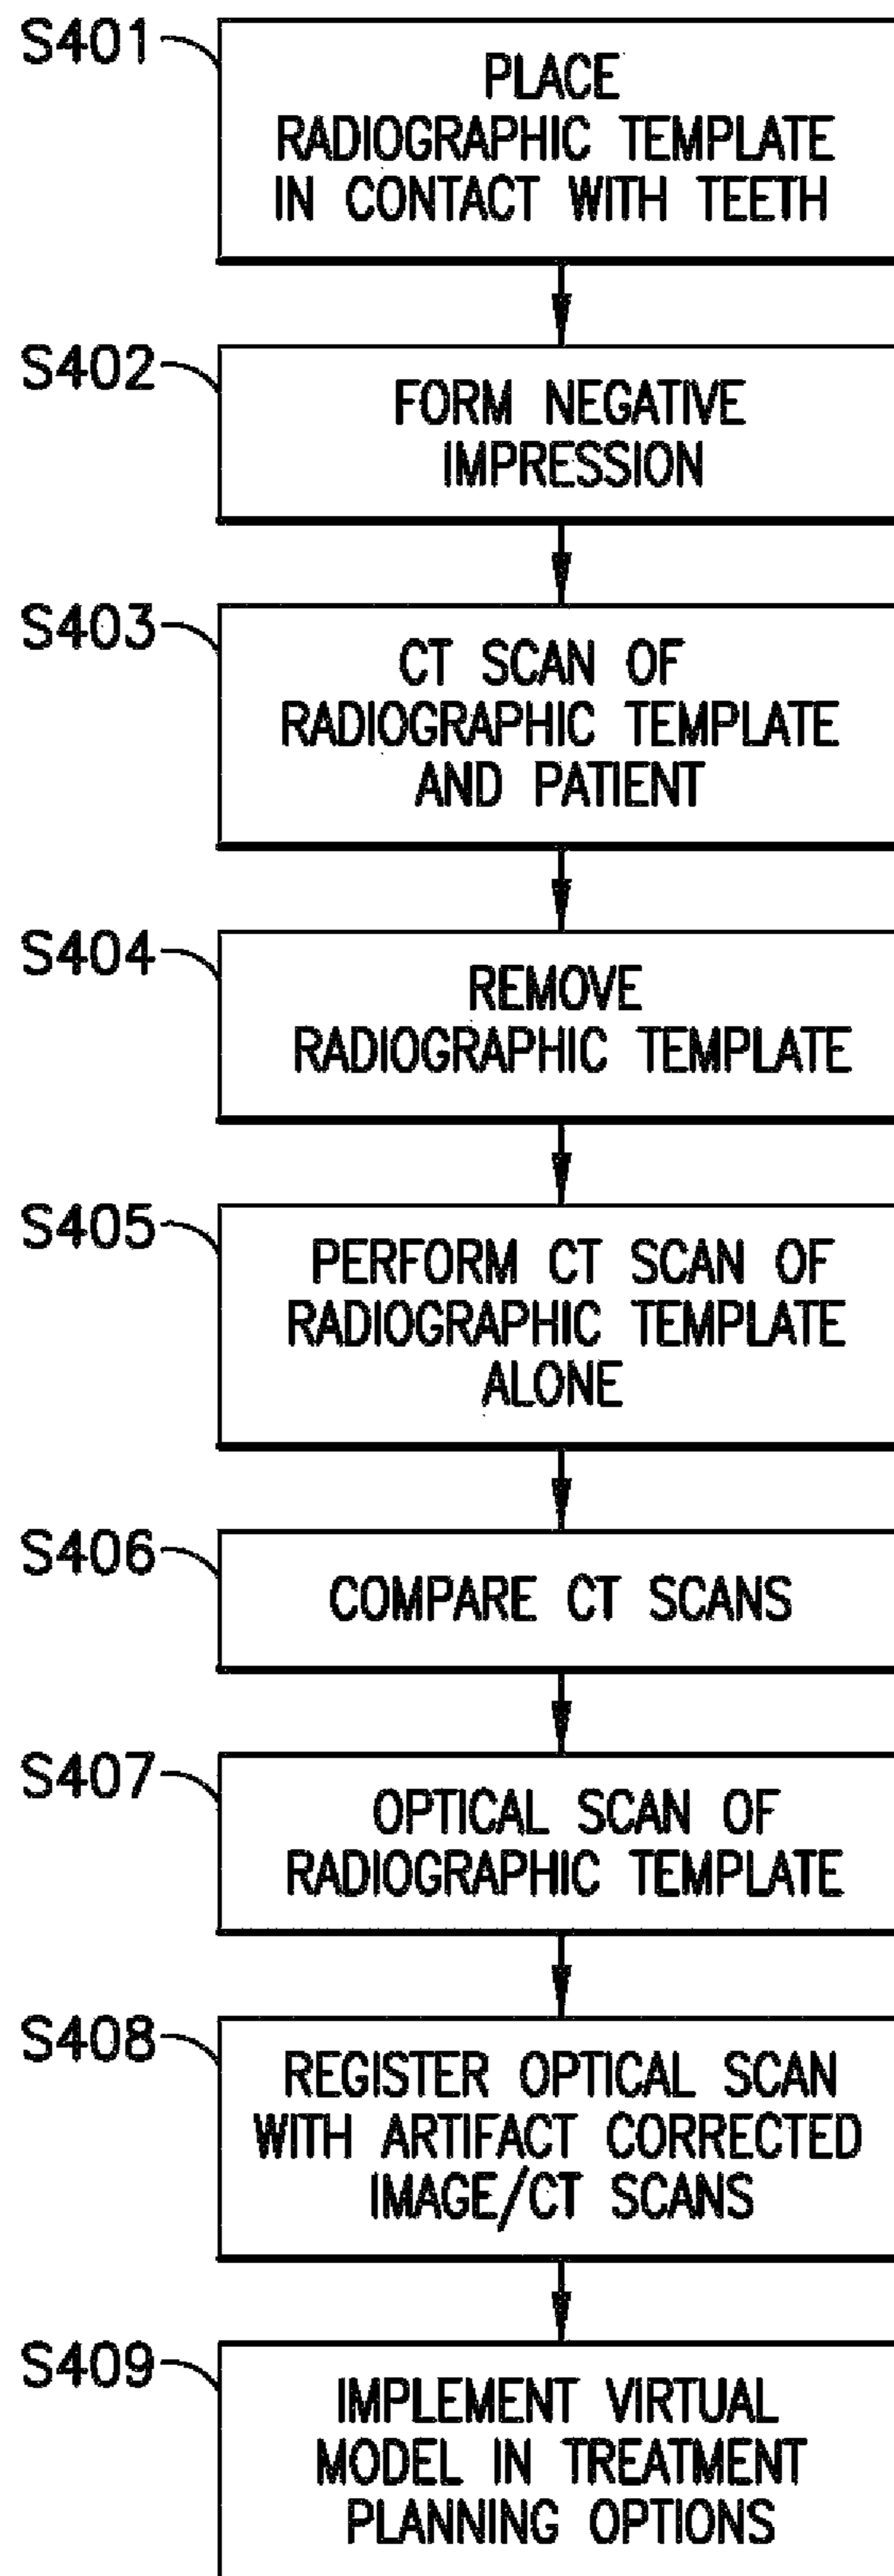 S401
PLACE
RADIOGRAPHIC TEMPLATE
IN CONTACT WITH TEETH
S402
FORM NEGATIVE
IMPRESSION
S403
CT SCAN OF
RADIOGRAPHIC TEMPLATE
AND PATIENT
S404
REMOVE
RADIOGRAPHIC TEMPLATE
S405
PERFORM CT SCAN OF
RADIOGRAPHIC TEMPLATE
ALONE
S406
COMPARE CT SCANS
S407
OPTICAL SCAN OF
RADIOGRAPHIC TEMPLATE
S408
REGISTER OPTICAL SCAN
WITH ARTIFACT CORRECTED
IMAGE/CT SCANS
S409
IMPLEMENT VIRTUAL
MODEL IN TREATMENT
PLANNING OPTIONS